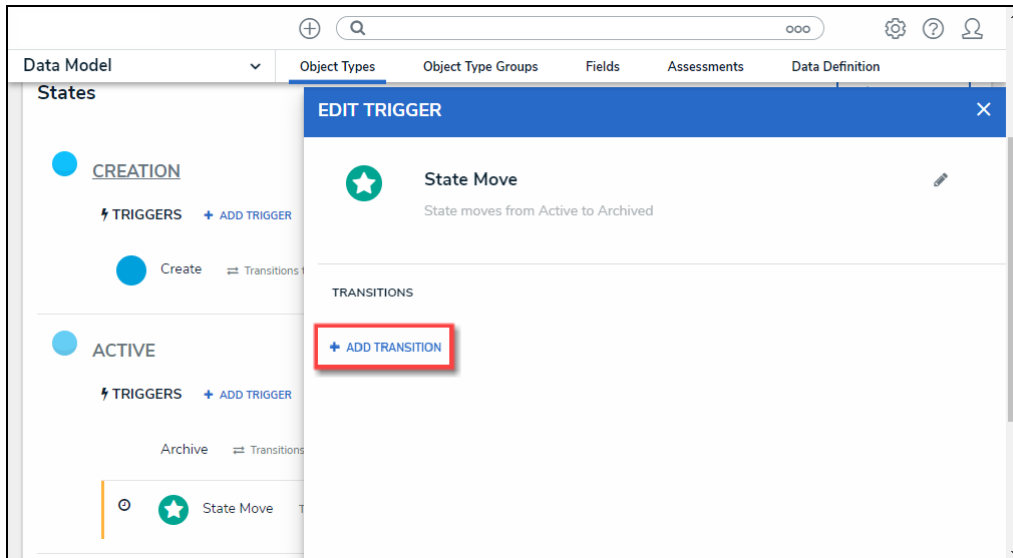 ooo
Data Model
Object Types
Object Type Groups
Fields
Assessments
Data Definition
States
CREATION
TRIGGERS + ADD TRIGGER
Create Transitions t
ACTIVE
TRIGGERS + ADD TRIGGER
Archive Transitions
State Move T
EDIT TRIGGER
State Move
State moves from Active to Archived
TRANSITIONS
+ ADD TRANSITION